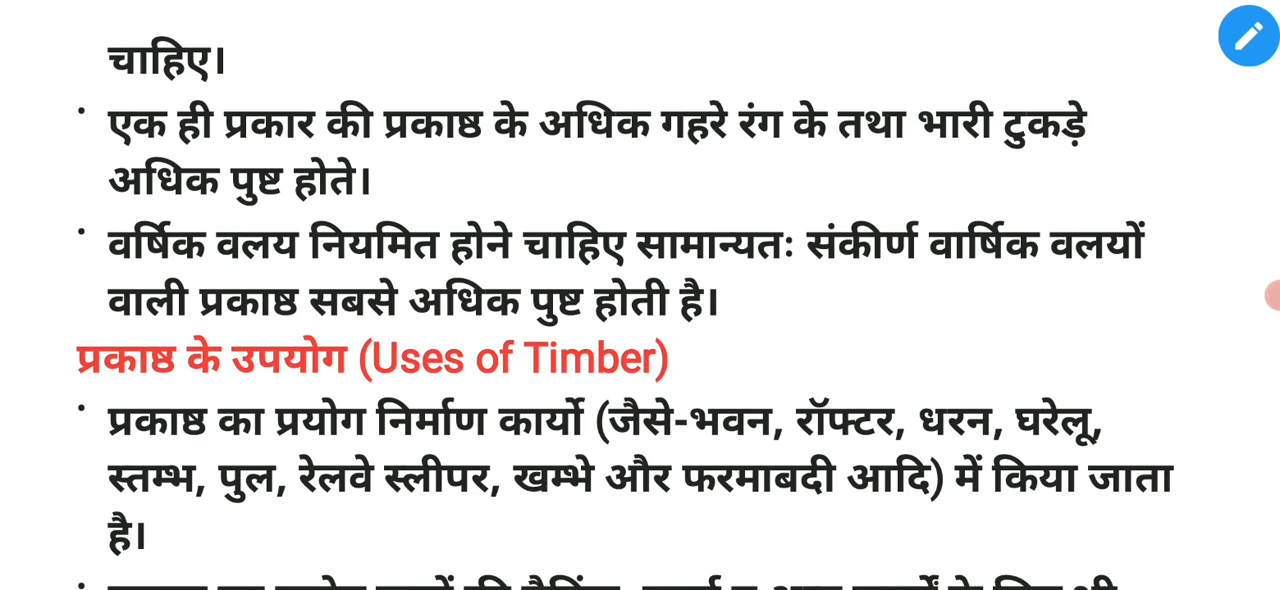 चाहिए।
एक ही प्रकार की प्रकाष्ठ के अधिक गहरे रंग के तथा भारी टुकड़े
अधिक पुष्ट होते।
वर्षिक वलय नियमित होने चाहिए सामान्यतः संकीर्ण वार्षिक वलयों
वाली प्रकाष्ठ सबसे अधिक पुष्ट होती है।
प्रकाष्ठ के उपयोग (Uses of Timber)
प्रकाष्ठ का प्रयोग निर्माण कार्यो (जैसे-भवन, रॉफ्टर, धरन, घरेलू,
स्तम्भ, पुल, रेलवे स्लीपर, खम्भे और फरमाबदी आदि) में किया जाता
है।